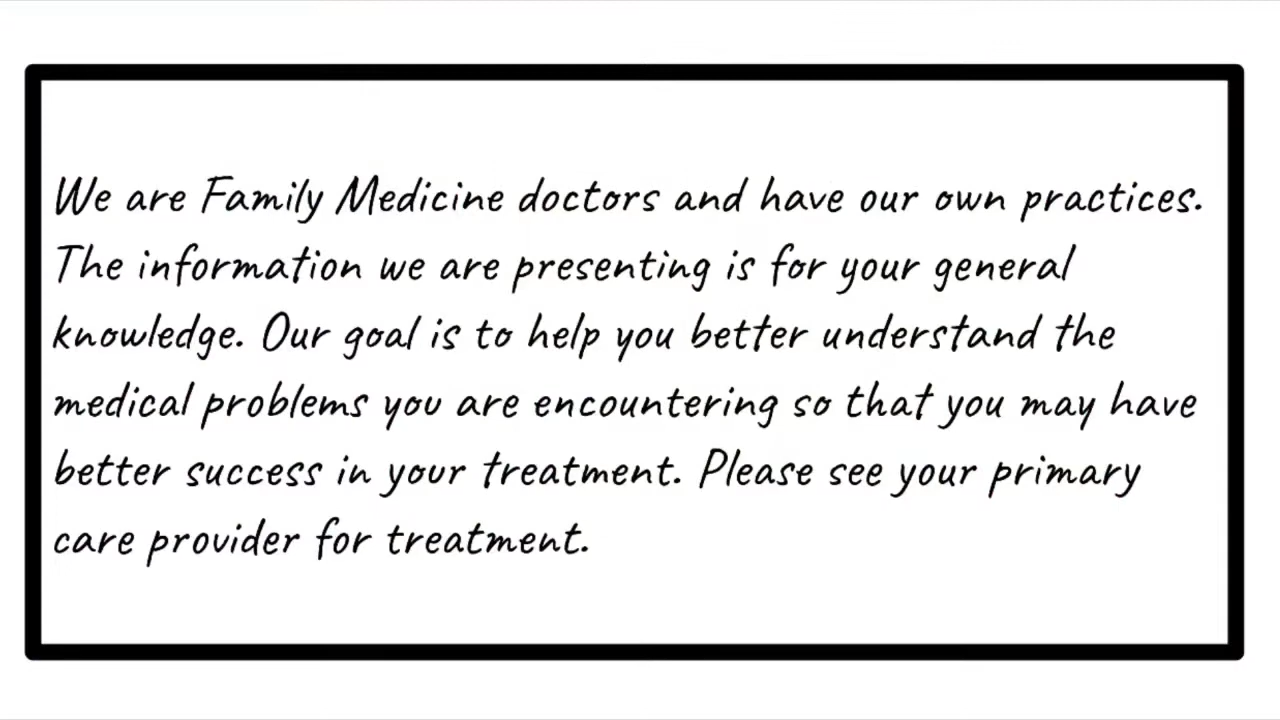 We are Family Medicine doctors and have our own practices.
The information we are presenting is for your general
knowledge. Our goal is to help you better understand the
medical problems you are encountering so that you may have
better success in your treatment. Please see your primary
care provider for treatment.